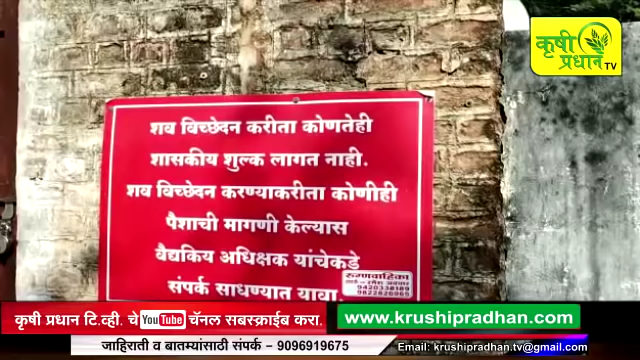 कृषी
प्रधान TV
शव विच्छेदन करीता कोणतेही
शासकीय शुल्क लागत नाही.
शव विच्छेदन करण्याकरीता कोणीही
पैशाची मागणी केल्यास
वैद्यकिय अधिक्षक यांचेकडे
संपर्क साधण्यात यावा.
रुग्णवाहिका
कृषी प्रधान टि.व्ही. चे YouTube चॅनल सबस्क्राईब करा.
www.krushipradhan.com
जाहिराती व बातम्यांसाठी संपर्क - 9096919675
Email: krushipradhan.tv@gmail.com